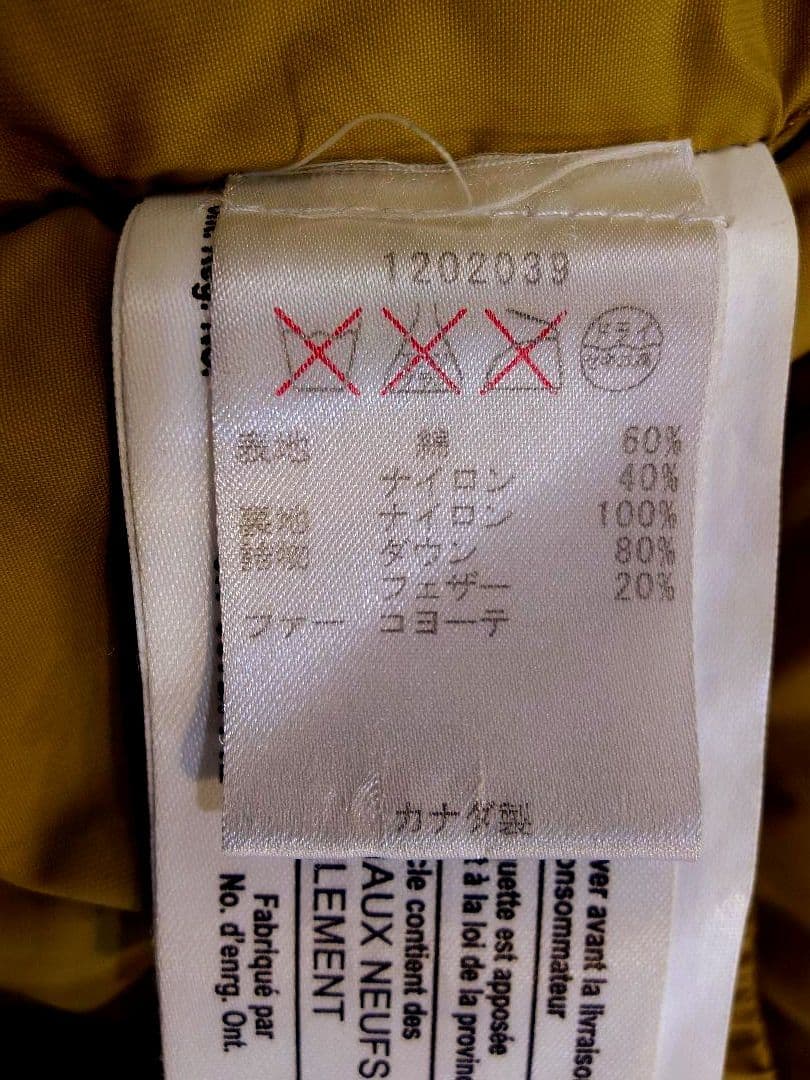 1202039
表地 綿 60%
ナイロン 40%
裏地 ナイロン 100%
詰物 ダウン 80%
フェザー 20%
ファー コヨーテ
カナダ製
ver avant la livraiso
onsommateur
uette est apposée
à la loi de la provinc
cle contient des
AUX NEUFS
LEMENT
Fabriqué par
No. d'enrg. Ont.